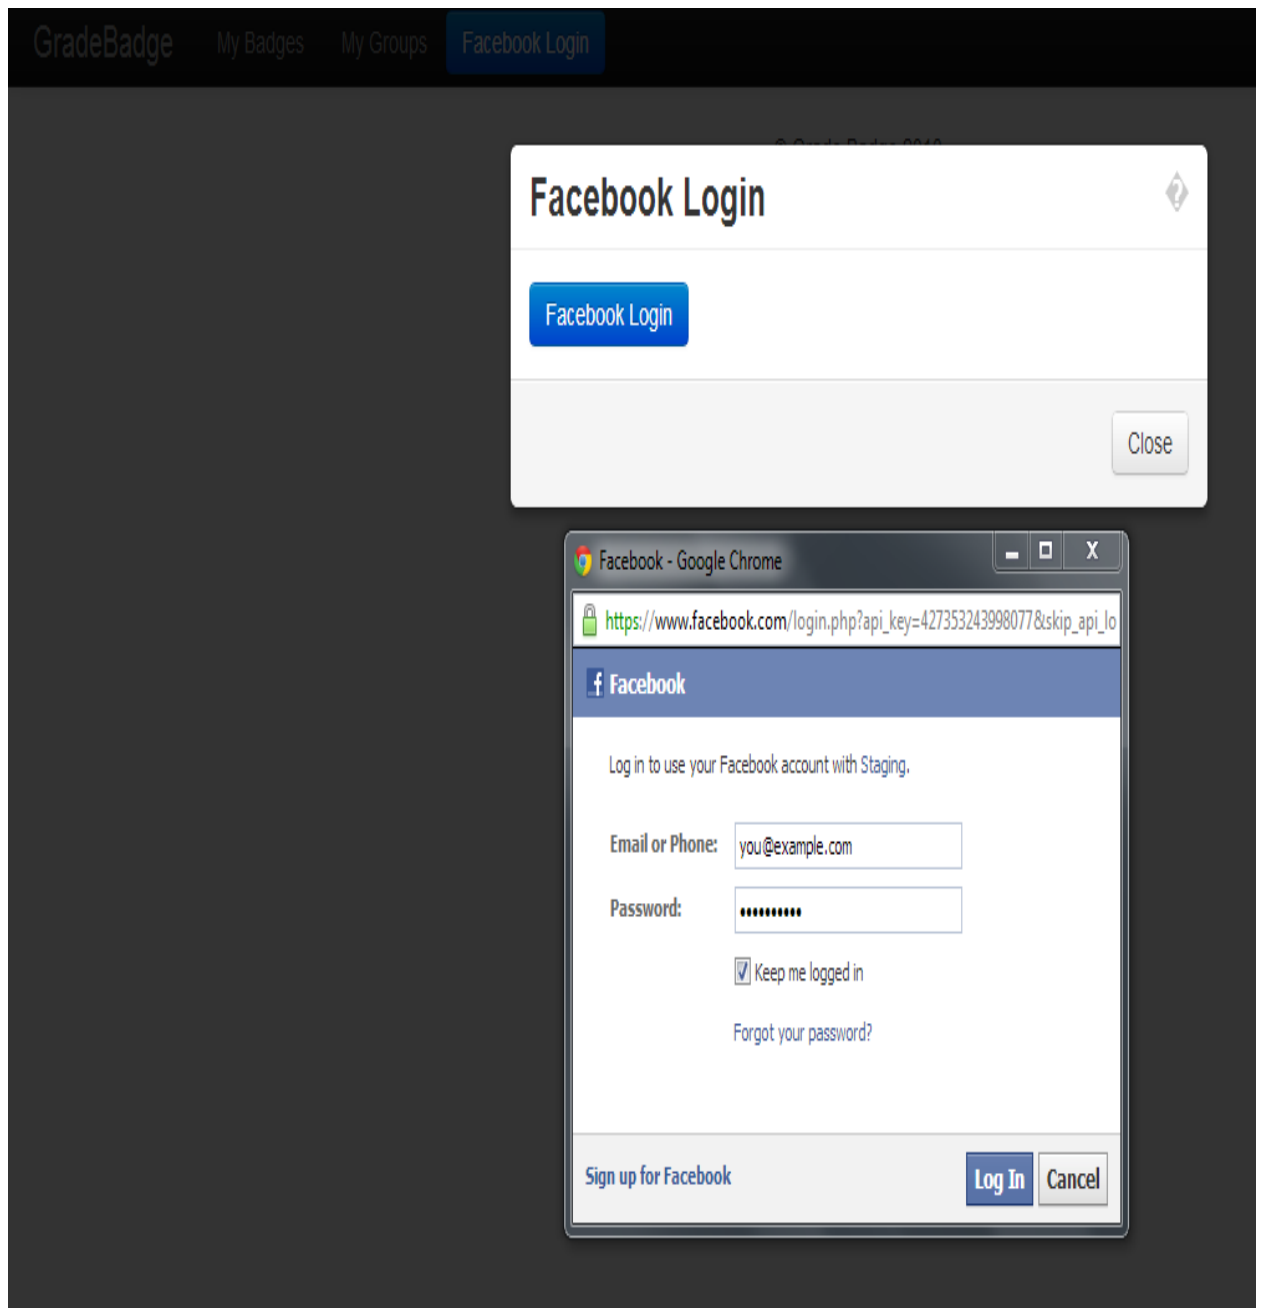 GradeBadge My Badges My Groups Facebook Login
Facebook Login
?
Facebook Login
Close
Facebook - Google Chrome
https://www.facebook.com/login.php?api_key=427353243998077&skip_api_lo
f Facebook
Log in to use your Facebook account with Staging.
Email or Phone: you@example.com
Password: ••••••••••
Keep me logged in
Forgot your password?
Sign up for Facebook Log In Cancel